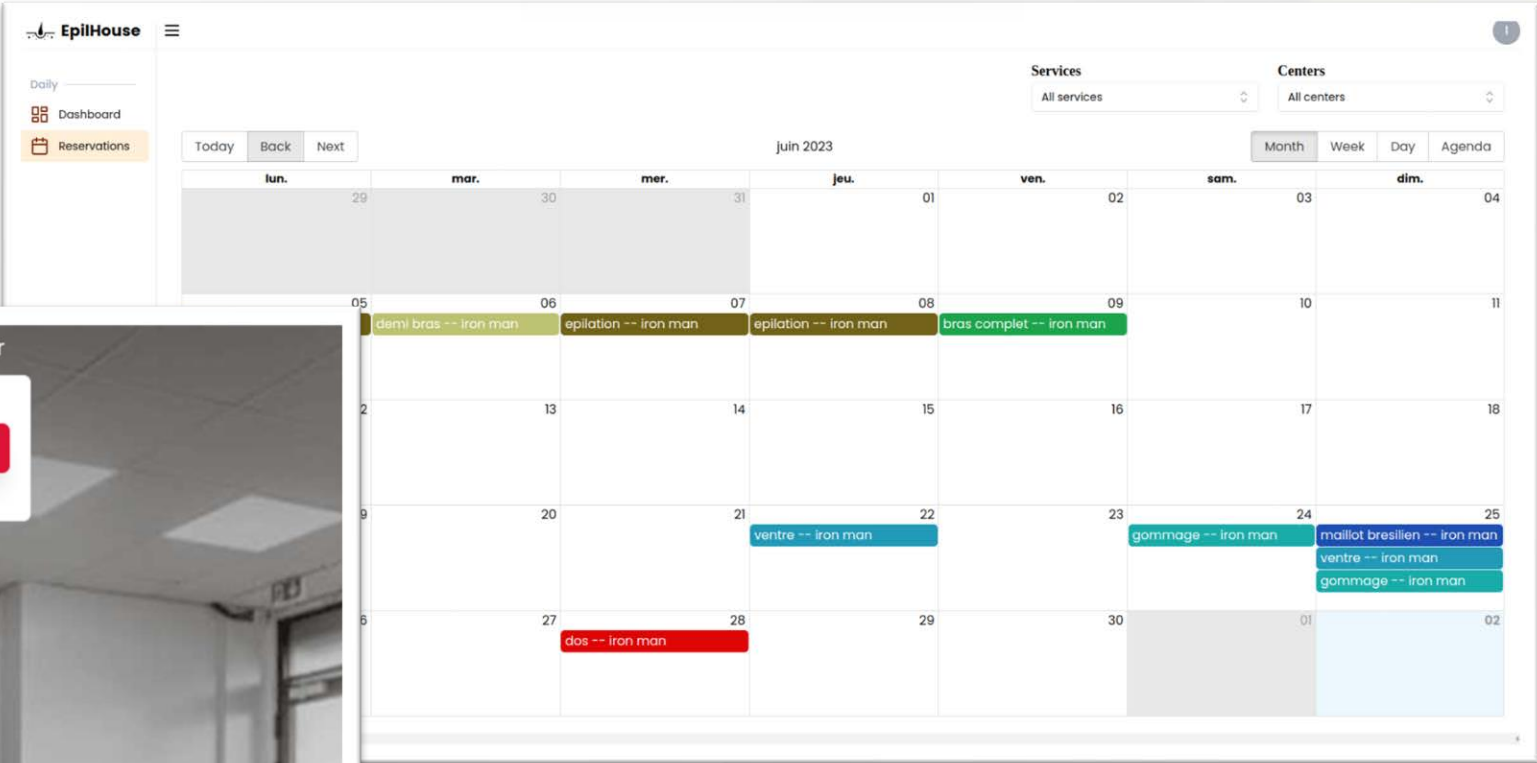 EpilHouse
I
Daily
Dashboard
Reservations
Services
Centers
All services
All centers
Today Back Next
juin 2023
Month Week Day Agenda
lun. mar. mer. jeu. ven. sam. dim.
29 30 31 01 02 03 04
05 06 07 08 09 10 11
demi bras -- iron man epilation -- iron man epilation -- iron man bras complet -- iron man
13 14 15 16 17 18
20 21 22 23 24 25
ventre -- iron man gommage -- iron man maillot bresilien -- iron man
ventre -- iron man
gommage -- iron man
27 28 29 30 01 02
dos -- iron man